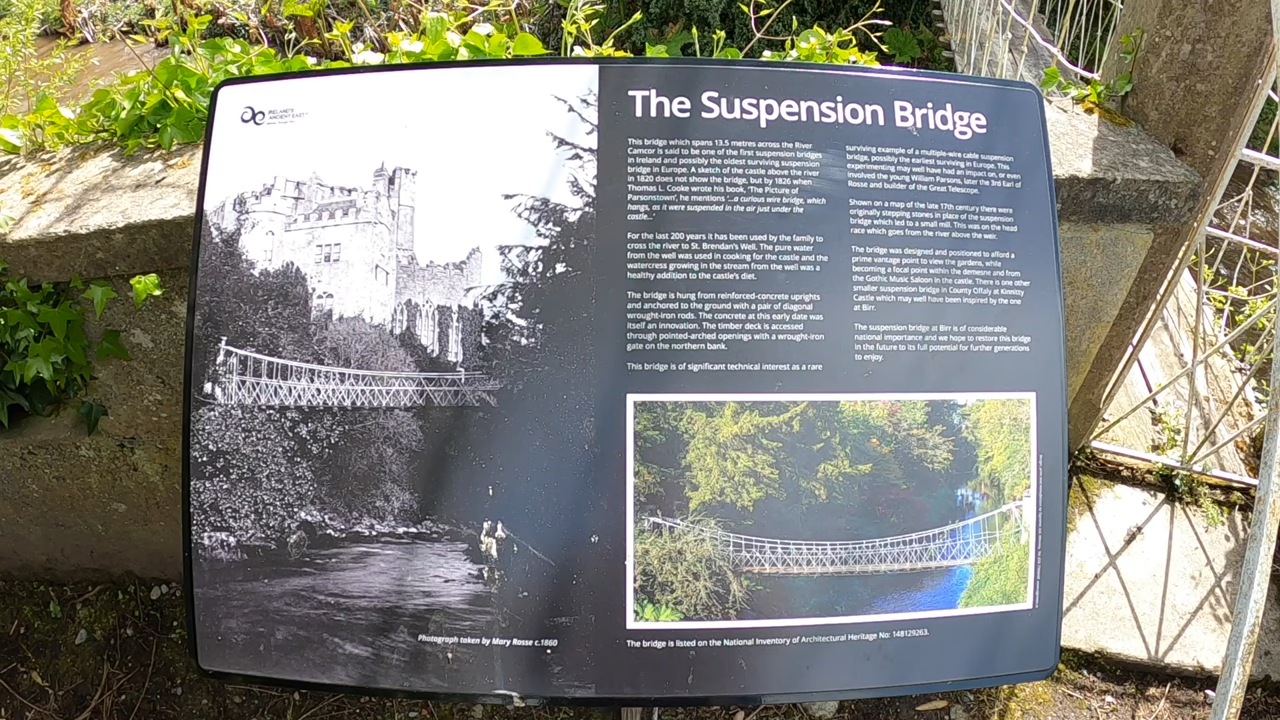 IRELAND'S
ANCIENT EAST
The Suspension Bridge
This bridge which spans 13.5 metres across the River
Camcor is said to be one of the first suspension bridges
in Ireland and possibly the oldest surviving suspension
bridge in Europe. A sketch of the castle above the river
in 1820 does not show the bridge, but by 1826 when
Thomas L. Cooke wrote his book, 'The Picture of
Parsonstown', he mentions '...a curious wire bridge, which
hangs, as it were suspended in the air just under the
castle...'
For the last 200 years it has been used by the family to
cross the river to St. Brendan's Well. The pure water
from the well was used in cooking for the castle and the
watercress growing in the stream from the well was a
healthy addition to the castle's diet.
The bridge is hung from reinforced-concrete uprights
and anchored to the ground with a pair of diagonal
wrought-iron rods. The concrete at this early date was
itself an innovation. The timber deck is accessed
through pointed-arched openings with a wrought-iron
gate on the northern bank.
This bridge is of significant technical interest as a rare
surviving example of a multiple-wire cable suspension
bridge, possibly the earliest surviving in Europe. This
experimenting may well have had an impact on, or even
involved the young William Parsons, later the 3rd Earl of
Rosse and builder of the Great Telescope.
Shown on a map of the late 17th century there were
originally stepping stones in place of the suspension
bridge which led to a small mill. This was on the head
race which goes from the river above the weir.
The bridge was designed and positioned to afford a
prime vantage point to view the gardens, while
becoming a focal point within the demesne and from
the Gothic Music Saloon in the castle. There is one other
smaller suspension bridge in County Offaly at Kinnitty
Castle which may well have been inspired by the one
at Birr.
The suspension bridge at Birr is of considerable
national importance and we hope to restore this bridge
in the future to its full potential for further generations
to enjoy.
Photograph taken by Mary Rosse c.1860
The bridge is listed on the National Inventory of Architectural Heritage No: 148129263.